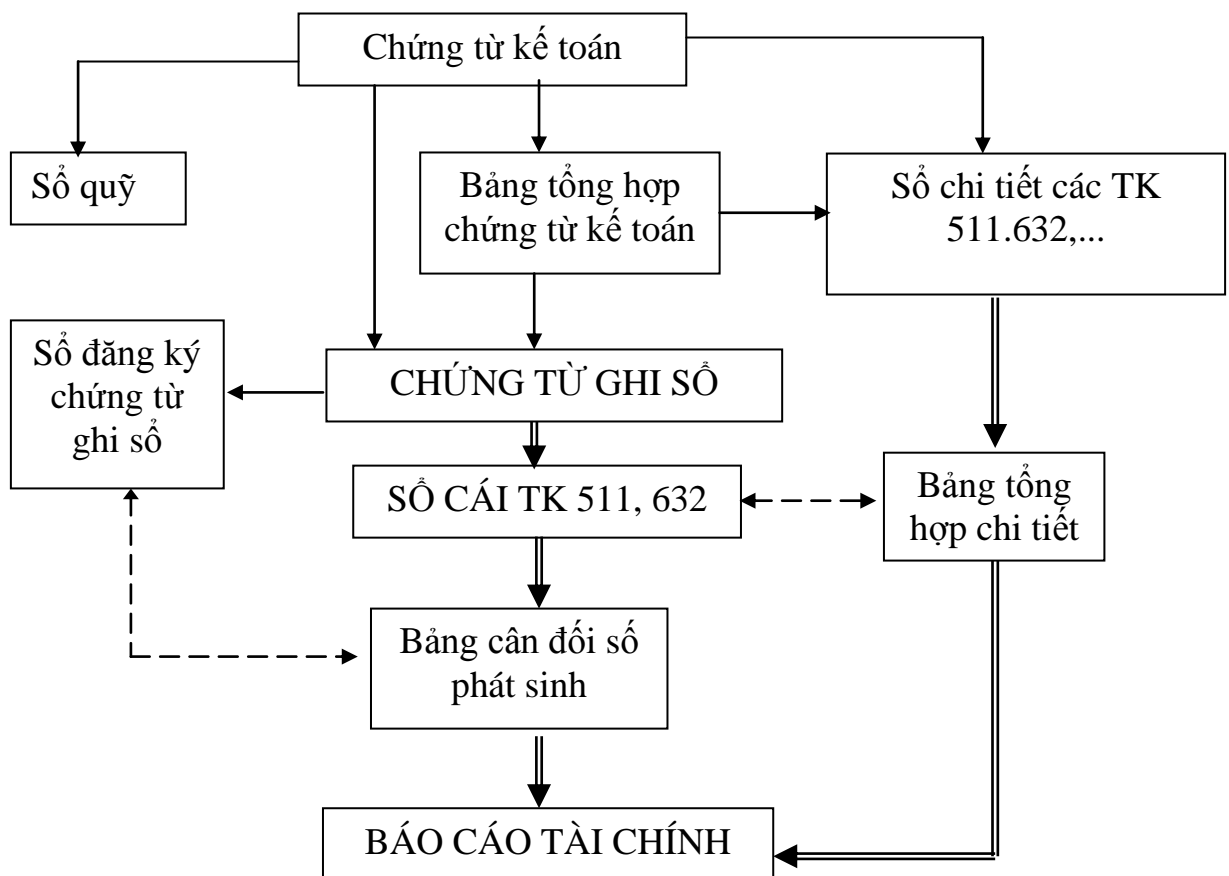 Chứng từ kế toán
Sổ quỹ
Bảng tổng hợp
chứng từ kế toán
Sổ chi tiết các TK
511.632,...
Sổ đăng ký
chứng từ
ghi sổ
CHỨNG TỪ GHI SỔ
SỔ CÁI TK 511, 632
Bảng tổng
hợp chi tiết
Bảng cân đối số
phát sinh
BÁO CÁO TÀI CHÍNH